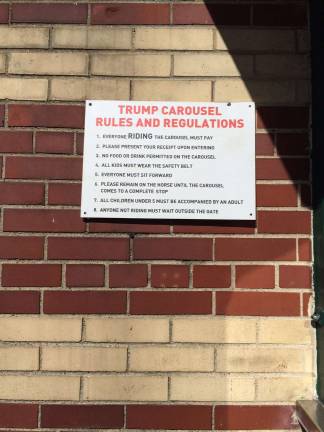 TRUMP CAROUSEL
RULES AND REGULATIONS
1. EVERYONE RIDING THE CAROUSEL MUST PAY
2. PLEASE PRESENT YOUR RECEIPT UPON ENTERING
3. NO FOOD OR DRINK PERMITTED ON THE CAROUSEL
4. ALL KIDS MUST WEAR THE SAFETY BELT
5. EVERYONE MUST SIT FORWARD
6. PLEASE REMAIN ON THE HORSE UNTIL THE CAROUSEL
COMES TO A COMPLETE STOP
7. ALL CHILDREN UNDER 5 MUST BE ACCOMPANIED BY AN ADULT
8. ANYONE NOT RIDING MUST WAIT OUTSIDE THE GATE